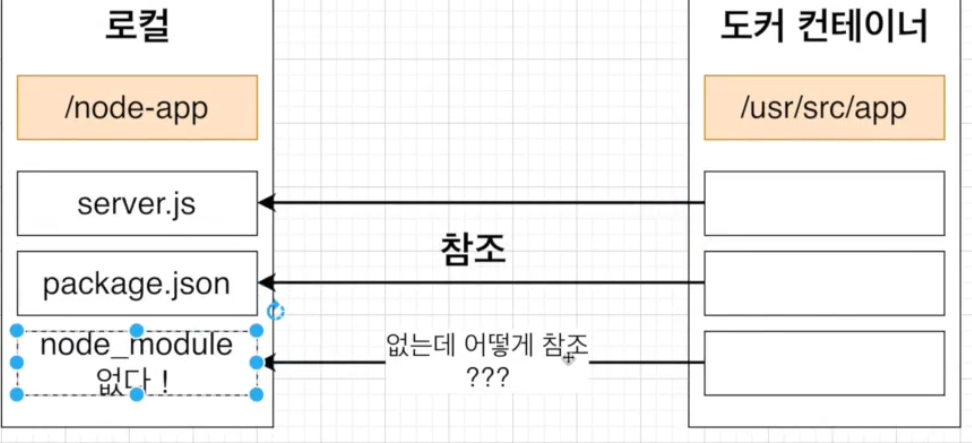 로컬
도커 컨테이너
/node-app
/usr/src/app
server.js
참조
package.json
node_module
없다 !
없는데 어떻게 참조
???